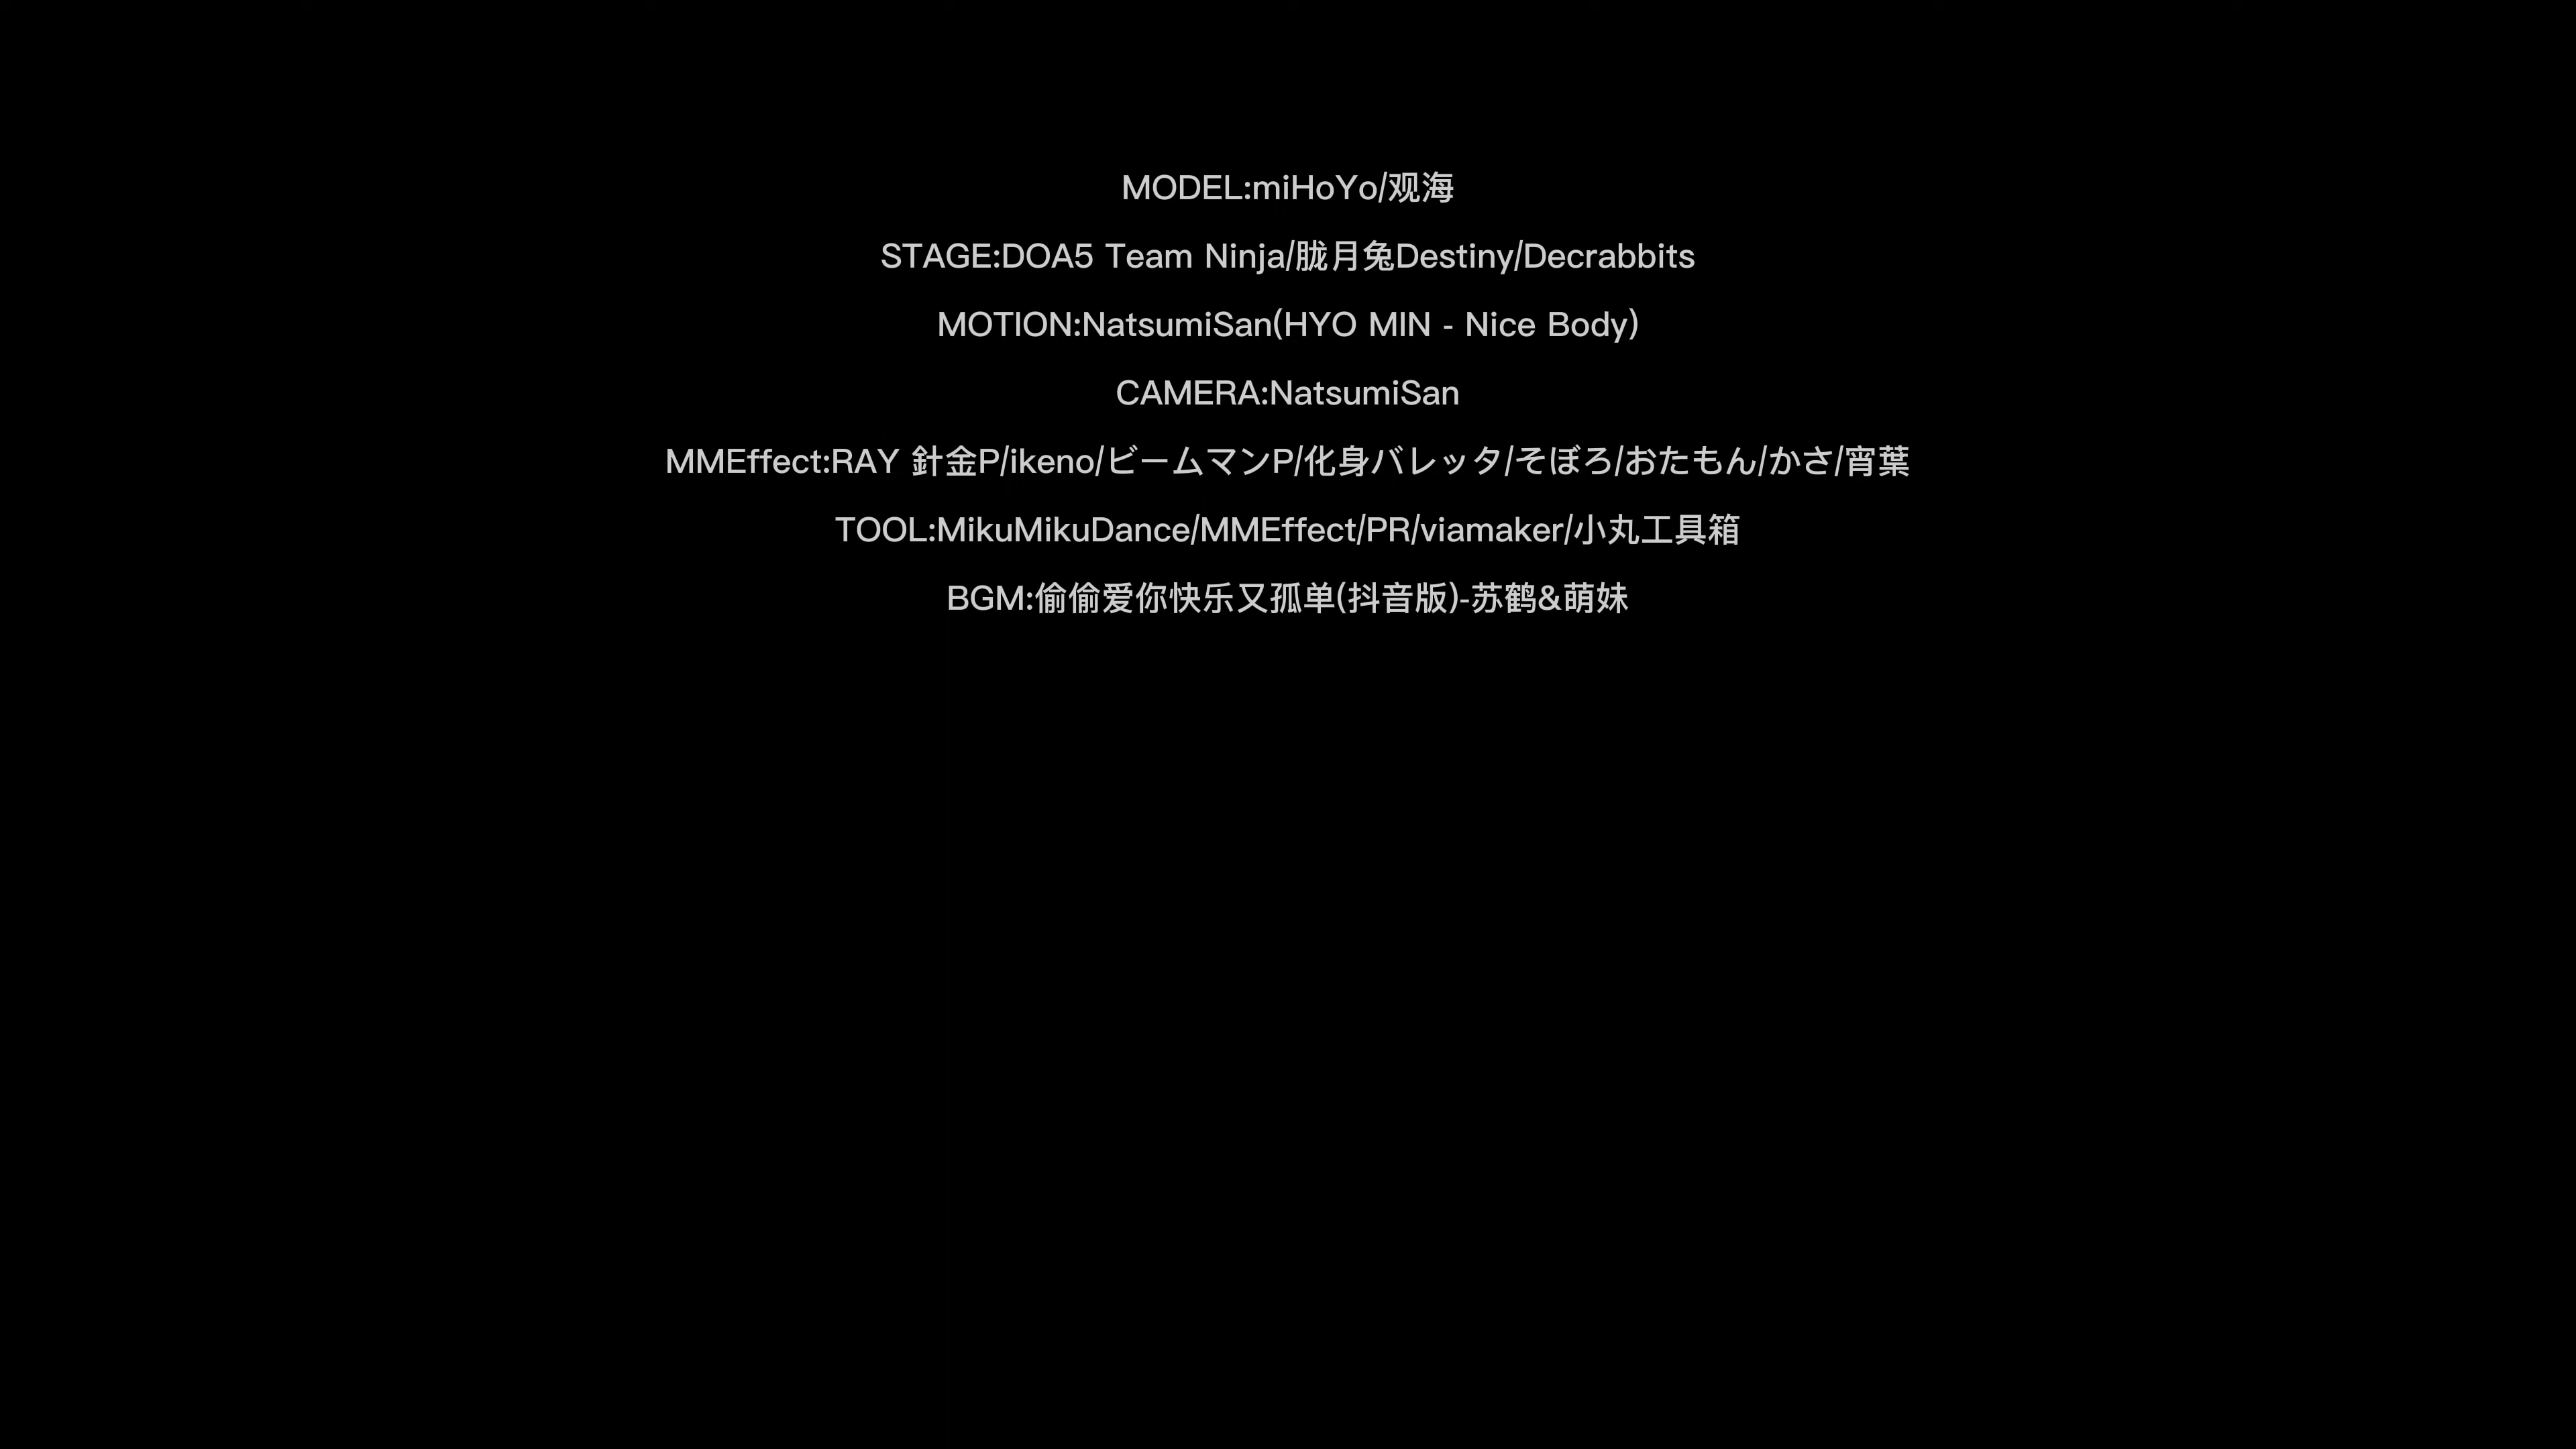 MODEL:miHoYo/观海
STAGE:DOA5 Team Ninja/胧月兔Destiny/Decrabbits
MOTION:NatsumiSan(HYO MIN - Nice Body)
CAMERA:NatsumiSan
MMEffect:RAY 針金P/ikeno/ビームマンP/化身バレッタ/そぼろ/おたもん/かさ/宵葉
TOOL:MikuMikuDance/MMEffect/PR/viamaker/小丸工具箱
BGM:偷偷爱你快乐又孤单(抖音版)-苏鹤&萌妹